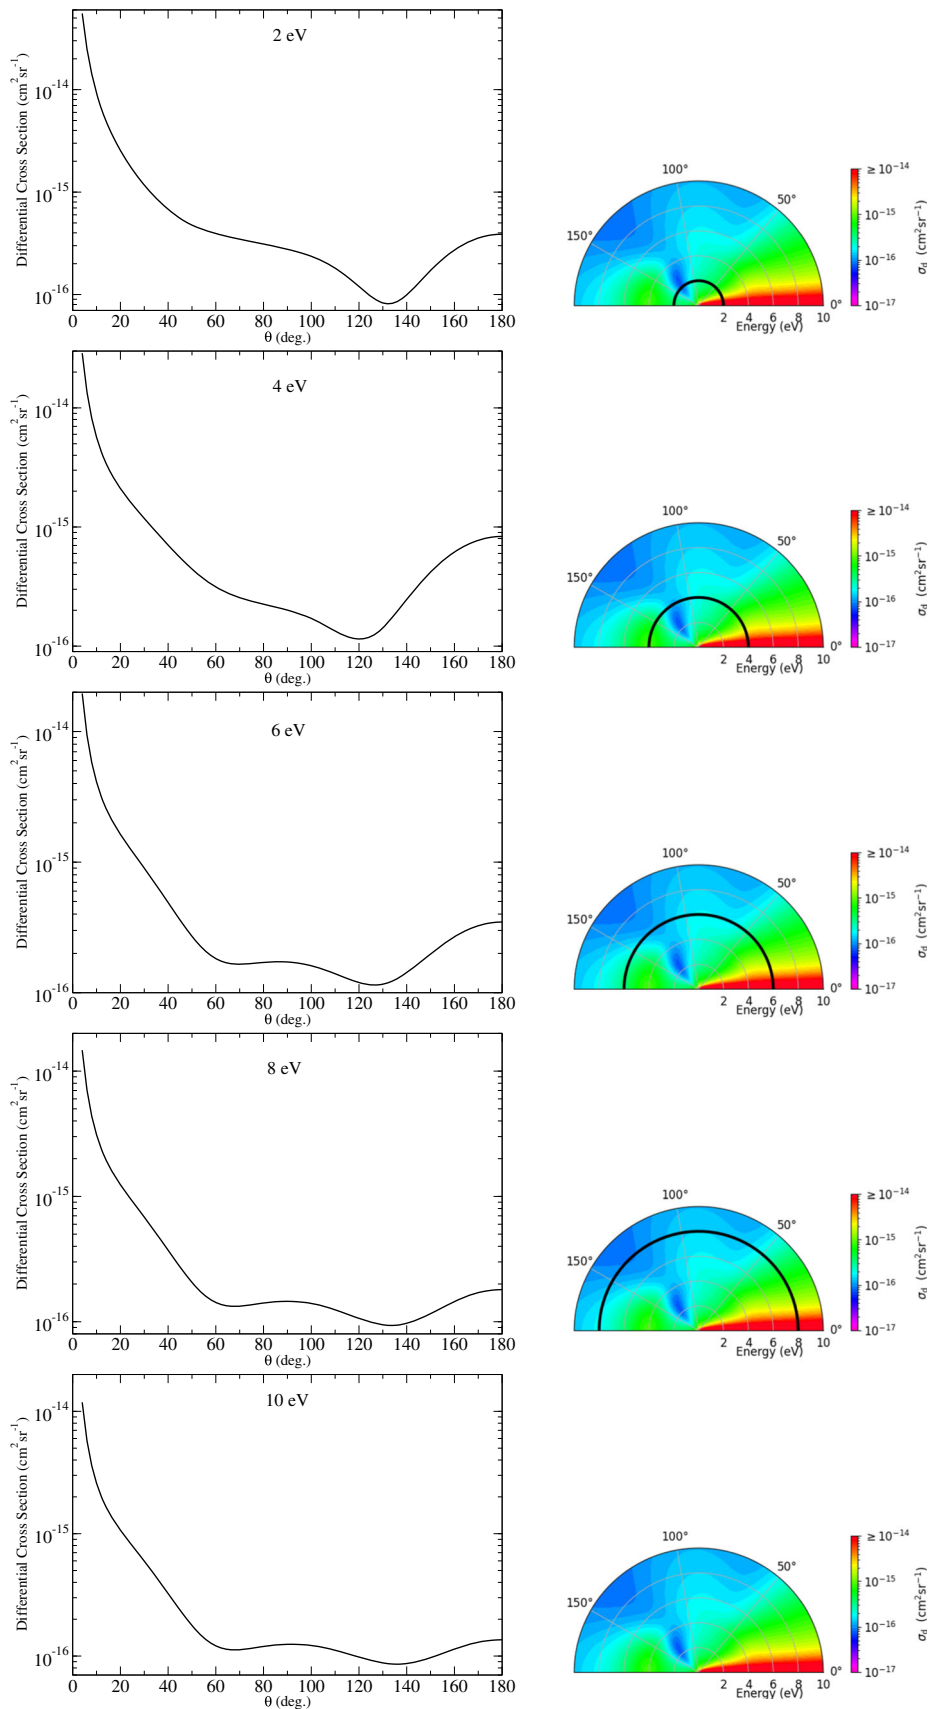 2 eV
Differential Cross Section (cm²sr⁻¹)
10⁻¹⁴
10⁻¹⁵
10⁻¹⁶
0 20 40 60 80 100 120 140 160 180
θ (deg.)
100°
50°
150°
0°
2 4 6 8 10
Energy (eV)
≥ 10⁻¹⁴
10⁻¹⁵
10⁻¹⁶
10⁻¹⁷
σd (cm²sr⁻¹)
4 eV
Differential Cross Section (cm²sr⁻¹)
10⁻¹⁴
10⁻¹⁵
10⁻¹⁶
0 20 40 60 80 100 120 140 160 180
θ (deg.)
100°
50°
150°
0°
2 4 6 8 10
Energy (eV)
≥ 10⁻¹⁴
10⁻¹⁵
10⁻¹⁶
10⁻¹⁷
σd (cm²sr⁻¹)
6 eV
Differential Cross Section (cm²sr⁻¹)
10⁻¹⁴
10⁻¹⁵
10⁻¹⁶
0 20 40 60 80 100 120 140 160 180
θ (deg.)
100°
50°
150°
0°
2 4 6 8 10
Energy (eV)
≥ 10⁻¹⁴
10⁻¹⁵
10⁻¹⁶
10⁻¹⁷
σd (cm²sr⁻¹)
8 eV
Differential Cross Section (cm²sr⁻¹)
10⁻¹⁴
10⁻¹⁵
10⁻¹⁶
0 20 40 60 80 100 120 140 160 180
θ (deg.)
100°
50°
150°
0°
2 4 6 8 10
Energy (eV)
≥ 10⁻¹⁴
10⁻¹⁵
10⁻¹⁶
10⁻¹⁷
σd (cm²sr⁻¹)
10 eV
Differential Cross Section (cm²sr⁻¹)
10⁻¹⁴
10⁻¹⁵
10⁻¹⁶
0 20 40 60 80 100 120 140 160 180
θ (deg.)
100°
50°
150°
0°
2 4 6 8 10
Energy (eV)
≥ 10⁻¹⁴
10⁻¹⁵
10⁻¹⁶
10⁻¹⁷
σd (cm²sr⁻¹)